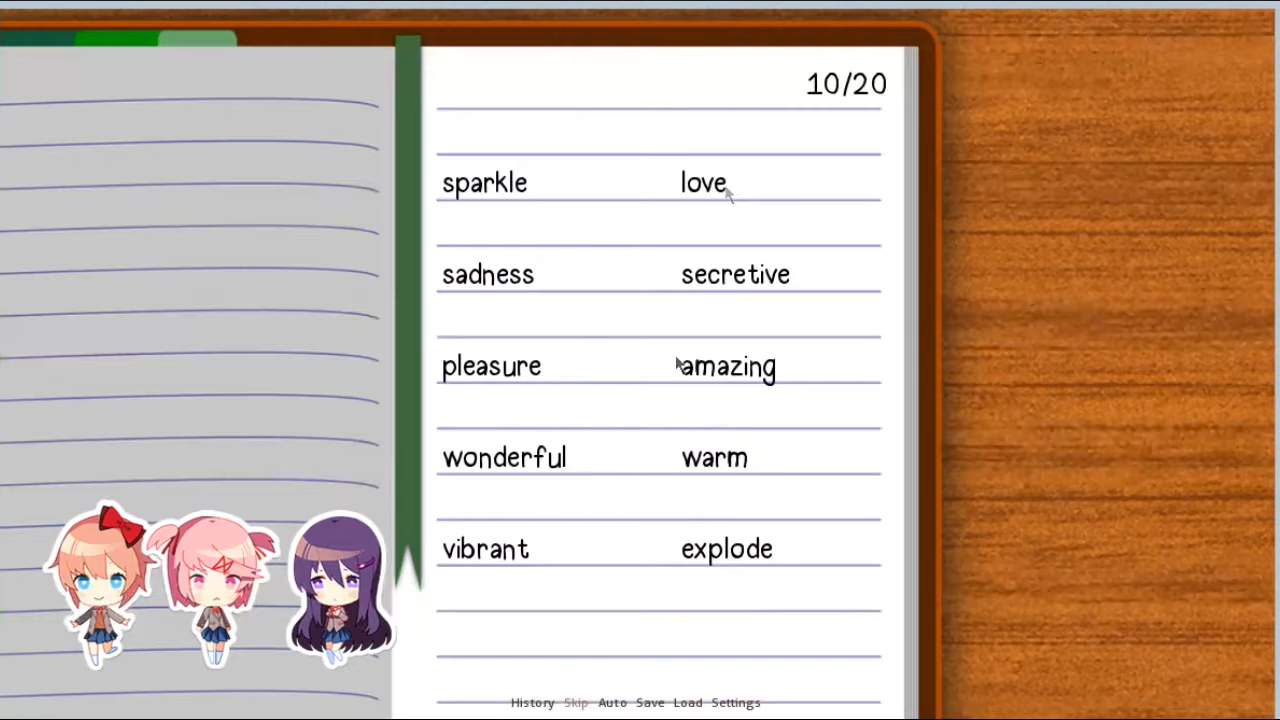 10/20
sparkle love
sadness secretive
pleasure amazing
wonderful warm
vibrant explode
History Skip Auto Save Load Settings